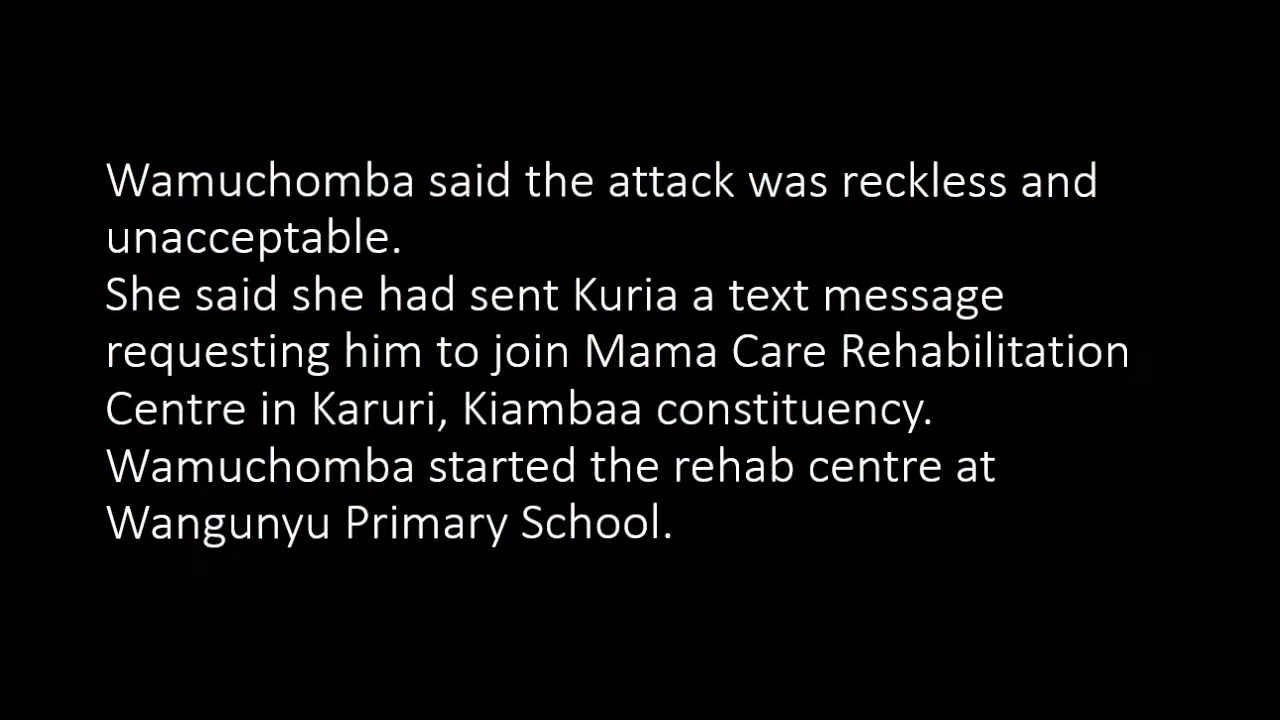 Wamuchomba said the attack was reckless and
unacceptable.
She said she had sent Kuria a text message
requesting him to join Mama Care Rehabilitation
Centre in Karuri, Kiambaa constituency.
Wamuchomba started the rehab centre at
Wangunyu Primary School.